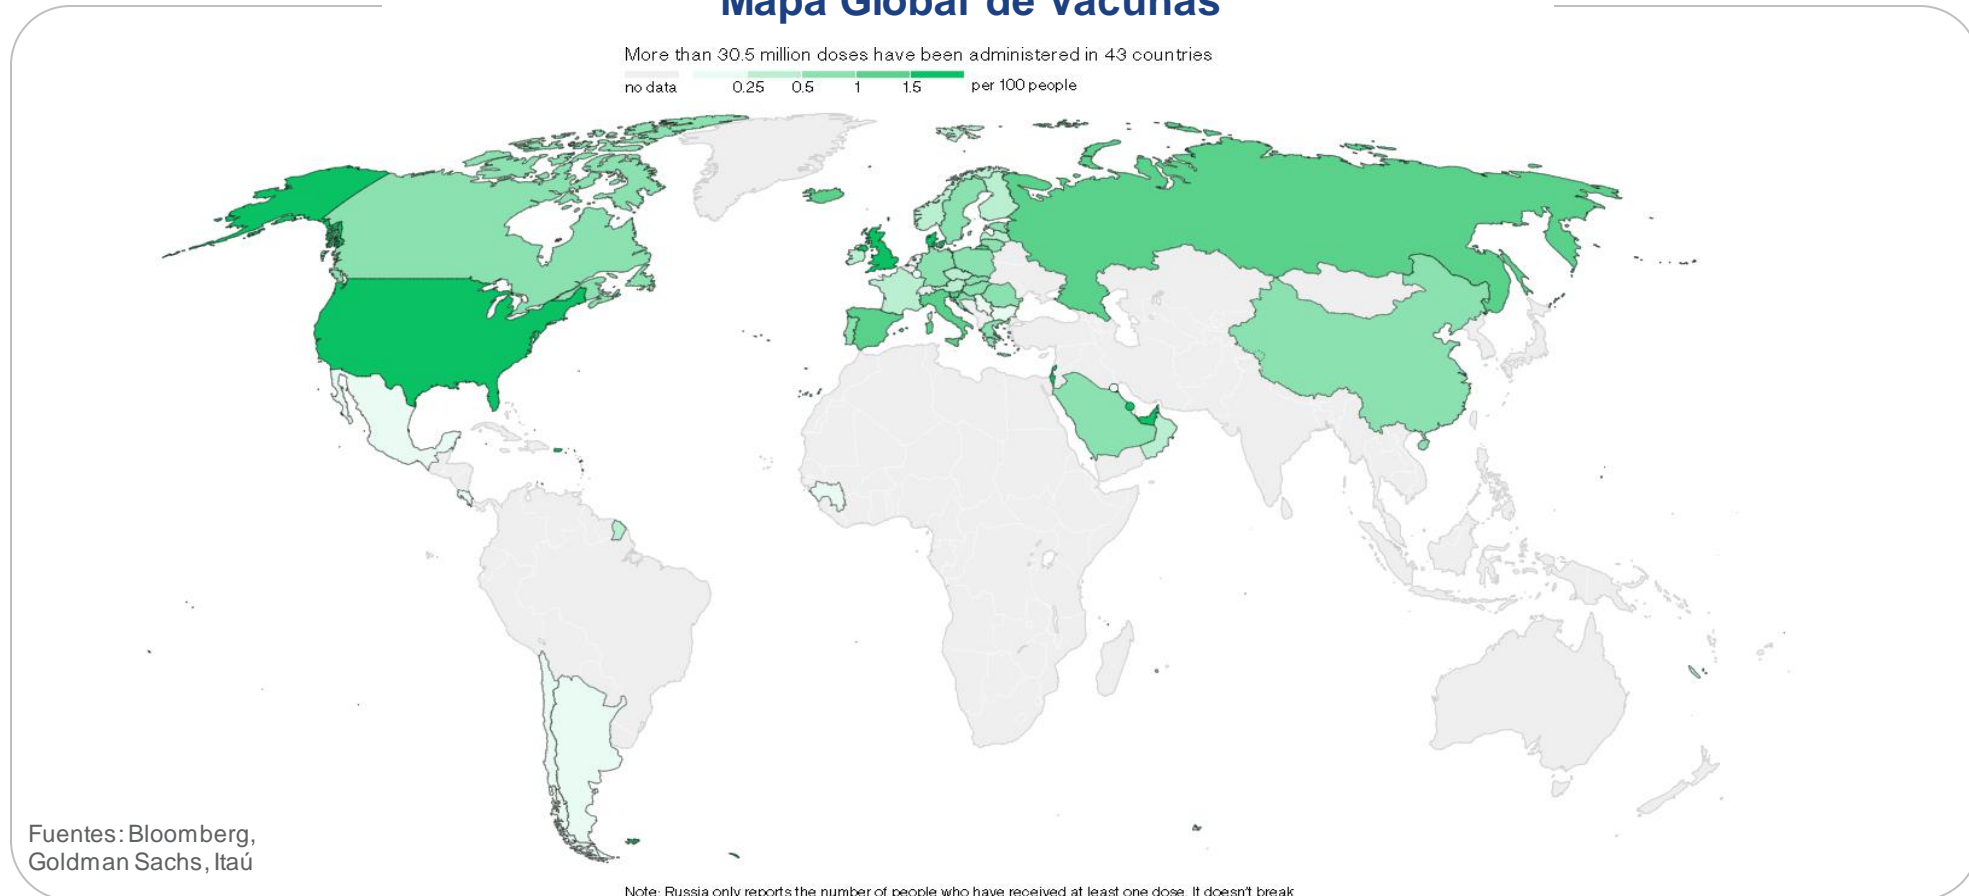 Mapa Global de Vacunas
More than 30.5 million doses have been administered in 43 countries
no data 0.25 0.5 1 1.5 per 100 people
Fuentes: Bloomberg,
Goldman Sachs, Itaú
Note: Russia only reports the number of people who have received at least one dose. It doesn't break